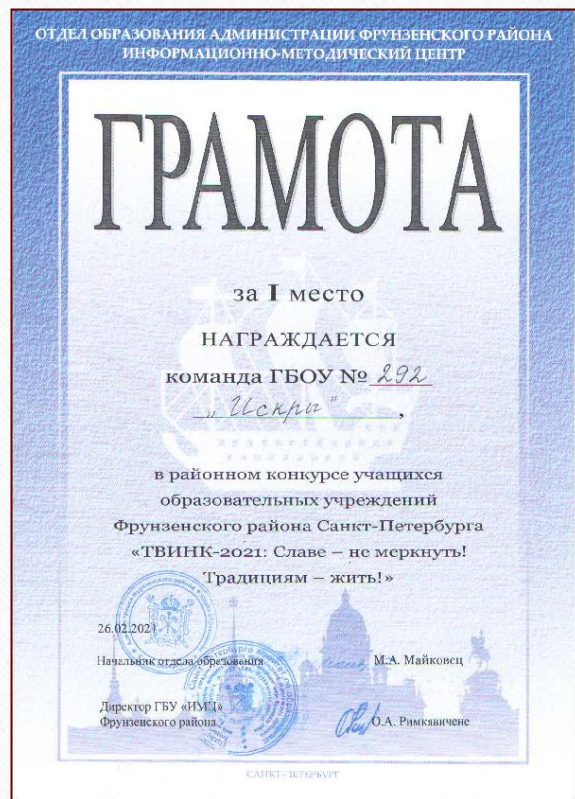 ОТДЕЛ ОБРАЗОВАНИЯ АДМИНИСТРАЦИИ ФРУНЗЕНСКОГО РАЙОНА
ИНФОРМАЦИОННО-МЕТОДИЧЕСКИЙ ЦЕНТР
ГРАМОТА
за I место
НАГРАЖДАЕТСЯ
команда ГБОУ № 292
„Искры",
в районном конкурсе учащихся
образовательных учреждений
Фрунзенского района Санкт-Петербурга
«ТВИНК-2021: Славе – не меркнуть!
Традициям – жить!»
26.02.2021
Начальник отдела образования М.А. Майковец
Директор ГБУ «ИМЦ»
Фрунзенского района О.А. Римкявичене
САНКТ-ПЕТЕРБУРГ